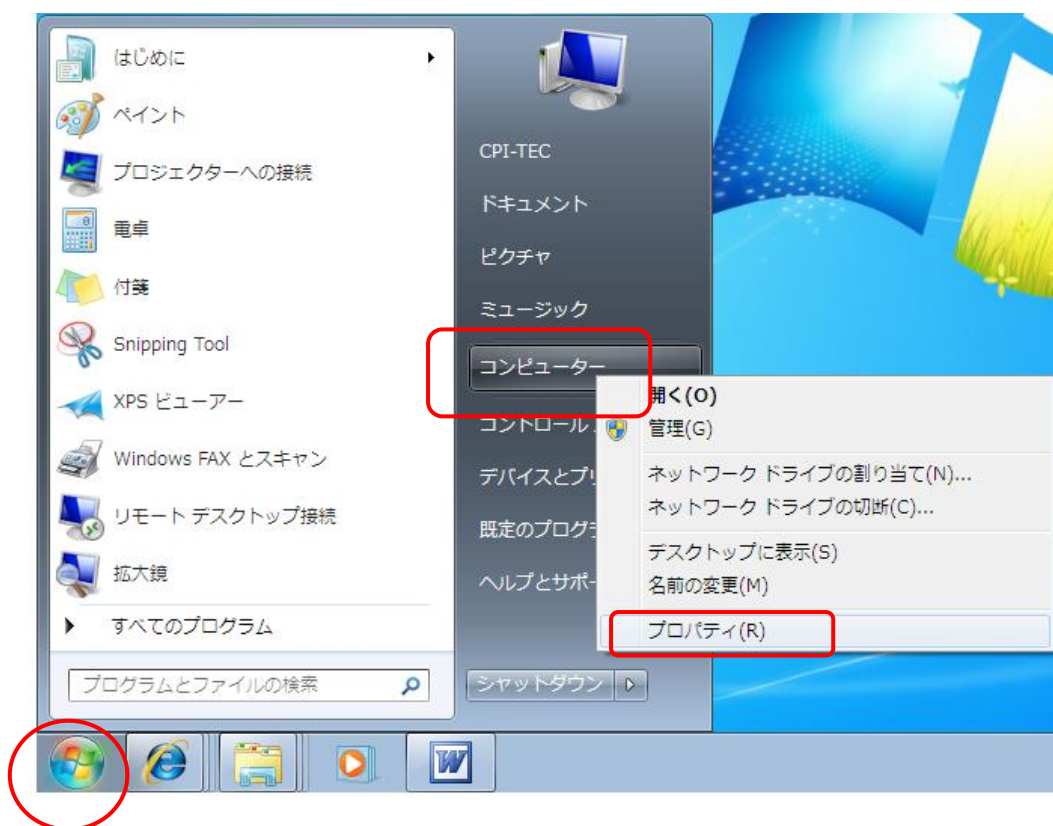 はじめに
ペイント
プロジェクターへの接続
電卓
付箋
Snipping Tool
XPS ビューアー
Windows FAX とスキャン
リモート デスクトップ接続
拡大鏡
すべてのプログラム
プログラムとファイルの検索
CPI-TEC
ドキュメント
ピクチャ
ミュージック
コンピューター
コントロール
デバイスとプリ
既定のプログラ
ヘルプとサポー
シャットダウン
開く(O)
管理(G)
ネットワーク ドライブの割り当て(N)...
ネットワーク ドライブの切断(C)...
デスクトップに表示(S)
名前の変更(M)
プロパティ(R)